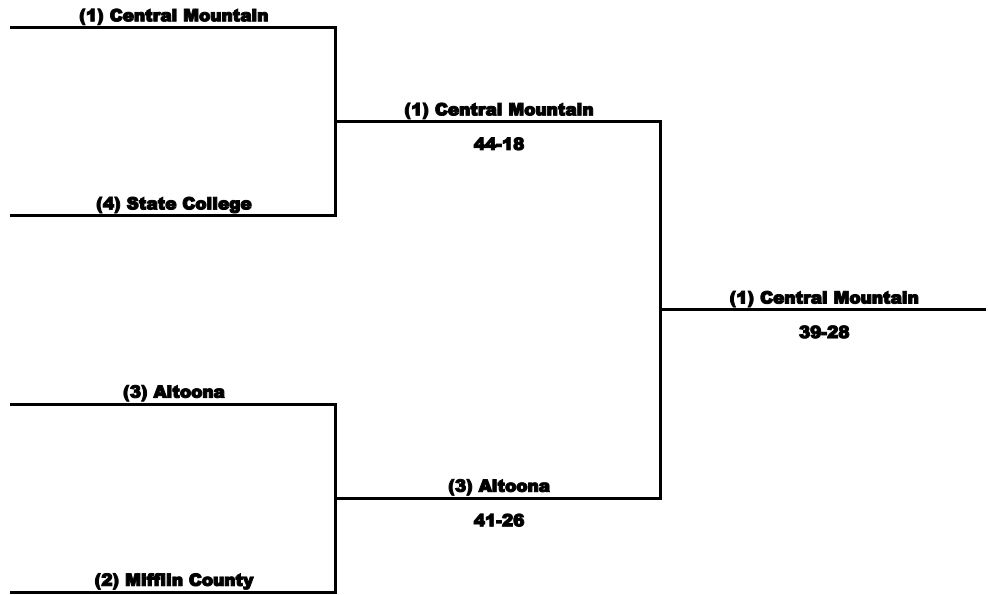 (1) Central Mountain
(1) Central Mountain
44-18
(4) State College
(1) Central Mountain
39-28
(3) Altoona
(3) Altoona
41-26
(2) Mifflin County